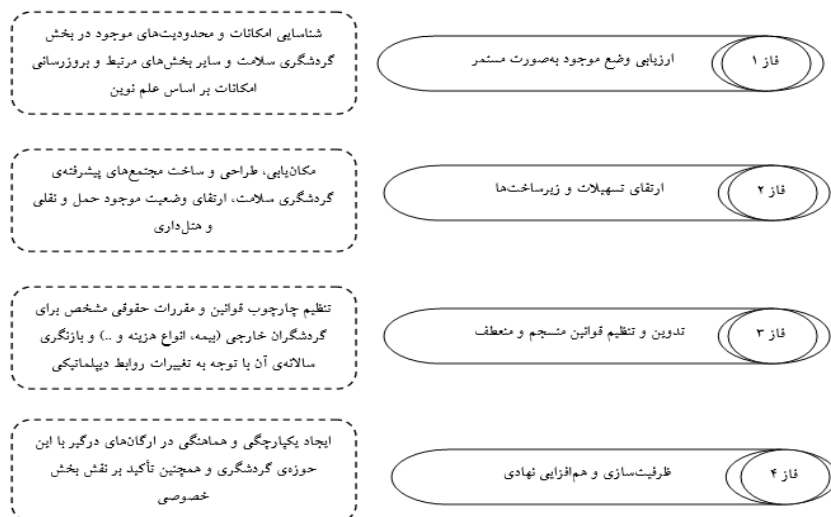 فاز ۱
ارزیابی وضع موجود به‌صورت مستمر
شناسایی امکانات و محدودیت‌های موجود در بخش
گردشگری سلامت و سایر بخش‌های مرتبط و بروزرسانی
امکانات بر اساس علم نوین
فاز ۲
ارتقای تسهیلات و زیرساخت‌ها
مکان‌یابی، طراحی و ساخت مجتمع‌های پیشرفته‌ی
گردشگری سلامت، ارتقای وضعیت موجود حمل و نقلی
و هتل‌داری
فاز ۳
تدوین و تنظیم قوانین منسجم و منعطف
تنظیم چارچوب قوانین و مقررات حقوقی مشخص برای
گردشگران خارجی (بیمه، انواع هزینه و ..) و بازنگری
سالانه‌ی آن با توجه به تغییرات روابط دیپلماتیکی
فاز ۴
ظرفیت‌سازی و هم‌افزایی نهادی
ایجاد یکپارچگی و هماهنگی در ارگان‌های درگیر با این
حوزه‌ی گردشگری و همچنین تأکید بر نقش بخش
خصوصی